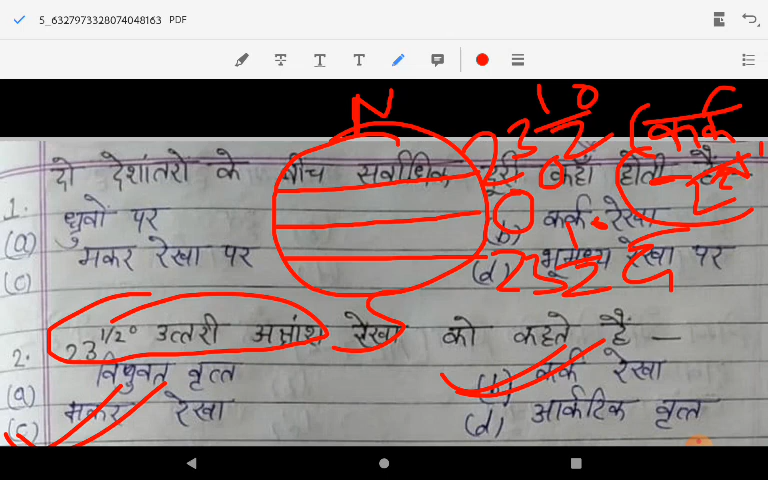 5_6327973328074048163 PDF
N
23 1/2
कर्क
1. दो देशांतरो के बीच सर्वाधिक दूरी कहाँ होती है
(a) ध्रुवों पर (b) कर्क रेखा
(c) मकर रेखा पर (d) भूमध्य रेखा पर
0
23 1/2 S
2. 23 1/2° उत्तरी अक्षांश रेखा को कहते हैं —
(a) विषुवत वृत्त (b) कर्क रेखा
(c) मकर रेखा (d) आर्कटिक वृत्त
S